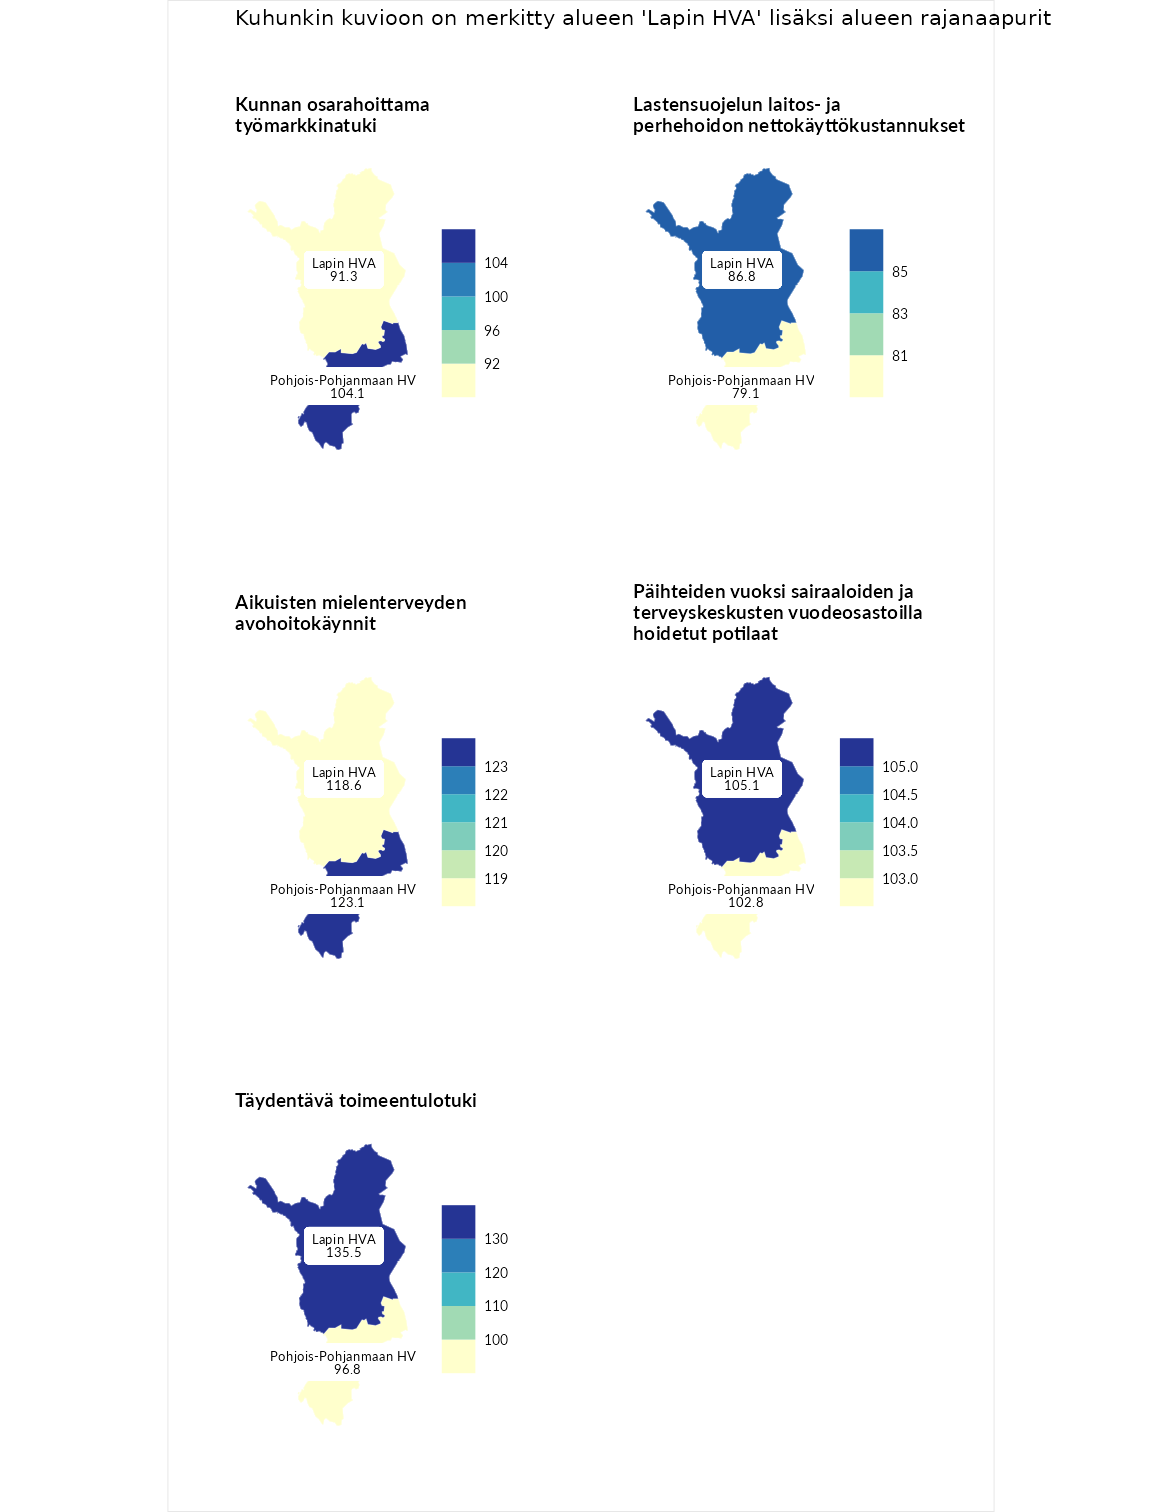 Kuhunkin kuvioon on merkitty alueen 'Lapin HVA' lisäksi alueen rajanaapurit
Kunnan osarahoittama
työmarkkinatuki
Lapin HVA
91.3
Pohjois-Pohjanmaan HV
104.1
104
100
96
92
Lastensuojelun laitos- ja
perhehoidon nettokäyttökustannukset
Lapin HVA
86.8
Pohjois-Pohjanmaan HV
79.1
85
83
81
Aikuisten mielenterveyden
avohoitokäynnit
Lapin HVA
118.6
Pohjois-Pohjanmaan HV
123.1
123
122
121
120
119
Päihteiden vuoksi sairaaloiden ja
terveyskeskusten vuodeosastoilla
hoidetut potilaat
Lapin HVA
105.1
Pohjois-Pohjanmaan HV
102.8
105.0
104.5
104.0
103.5
103.0
Täydentävä toimeentulotuki
Lapin HVA
135.5
Pohjois-Pohjanmaan HV
96.8
130
120
110
100